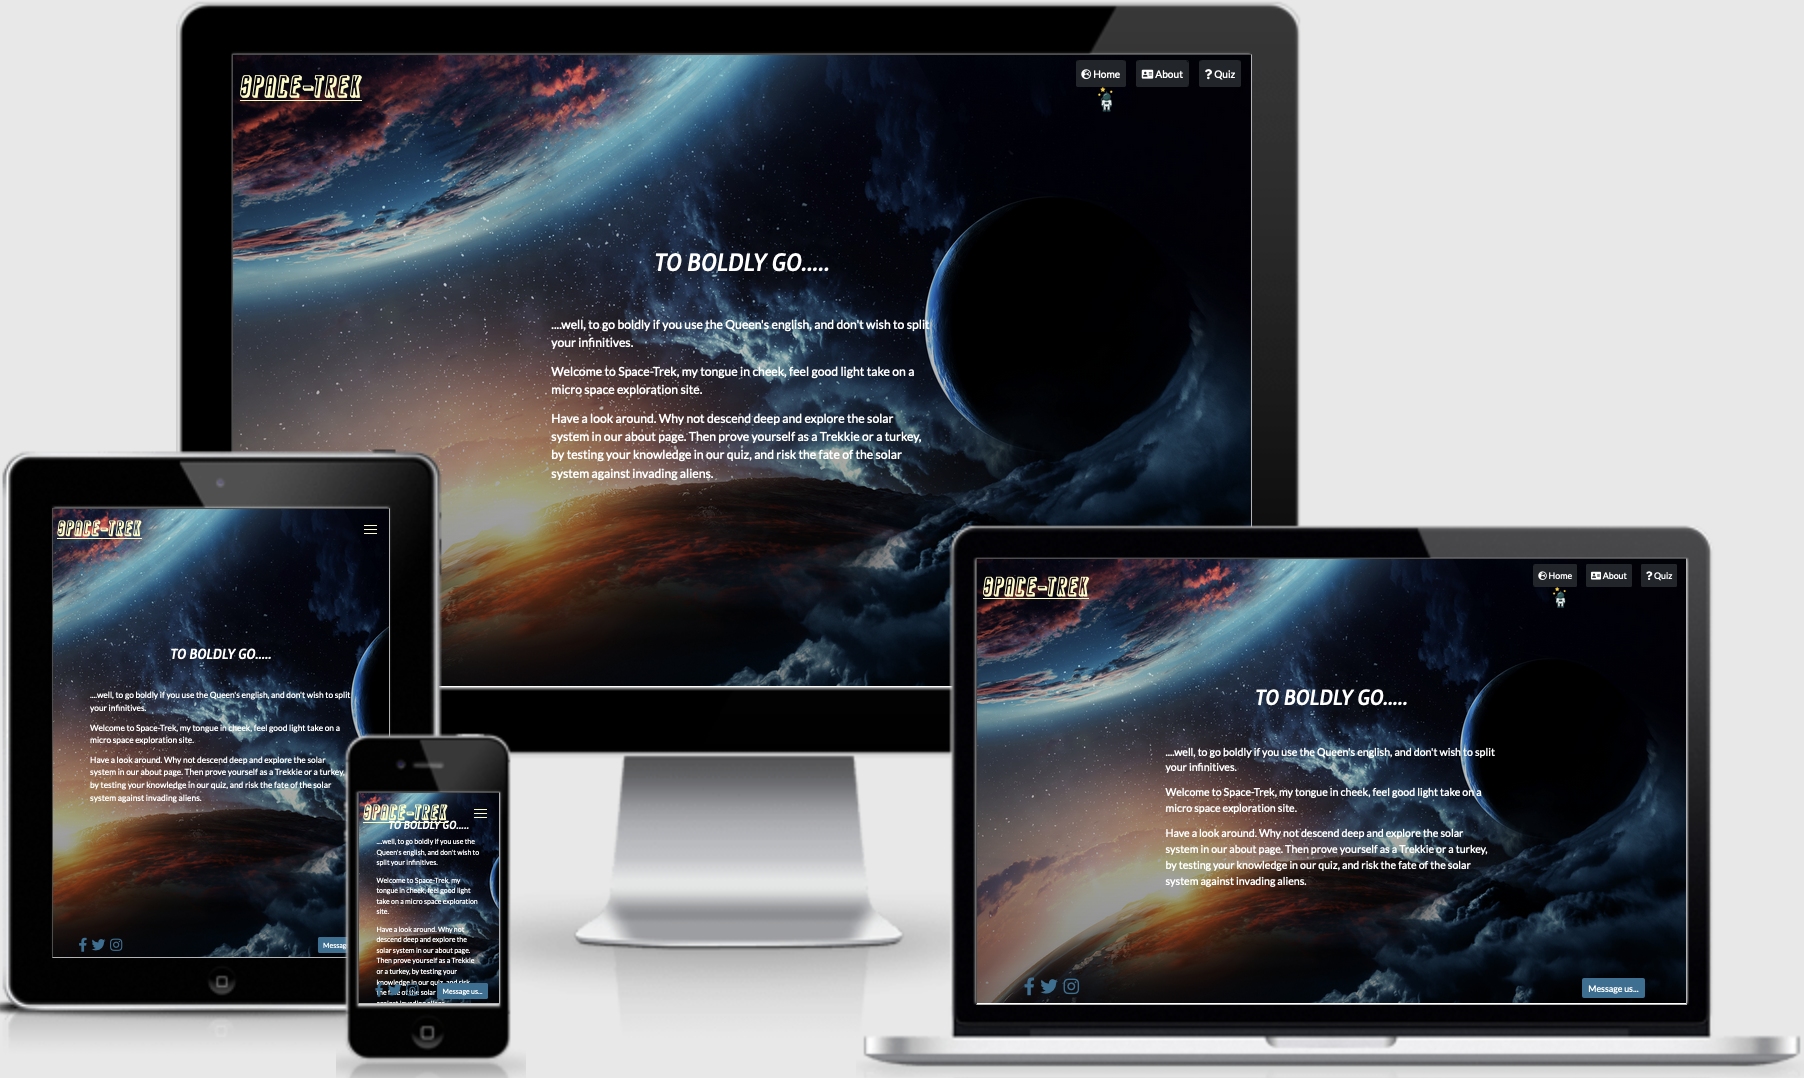 SPACE-TREK
Home
About
Quiz
TO BOLDLY GO.....
....well, to go boldly if you use the Queen's english, and don't wish to split
your infinitives.
Welcome to Space-Trek, my tongue in cheek, feel good light take on a
micro space exploration site.
Have a look around. Why not descend deep and explore the solar
system in our about page. Then prove yourself as a Trekkie or a turkey,
by testing your knowledge in our quiz, and risk the fate of the solar
system against invading aliens.
SPACE-TREK
TO BOLDLY GO.....
....well, to go boldly if you use the Queen's english, and don't wish to split
your infinitives.
Welcome to Space-Trek, my tongue in cheek, feel good light take on a
micro space exploration site.
Have a look around. Why not descend deep and explore the solar
system in our about page. Then prove yourself as a Trekkie or a turkey,
by testing your knowledge in our quiz, and risk the fate of the solar
system against invading aliens.
Messag
SPACE-TREK
TO BOLDLY GO.....
....well, to go boldly if you use the
Queen's english, and don't wish to
split your infinitives.
Welcome to Space-Trek, my
tongue in cheek, feel good light
take on a micro space exploration
site.
Have a look around. Why not
descend deep and explore the
solar system in our about page.
Then prove yourself as a Trekkie
or a turkey, by testing your
knowledge in our quiz, and risk
the fate of the solar
system against invading aliens.
Message us...
SPACE-TREK
Home
About
Quiz
TO BOLDLY GO.....
....well, to go boldly if you use the Queen's english, and don't wish to split
your infinitives.
Welcome to Space-Trek, my tongue in cheek, feel good light take on a
micro space exploration site.
Have a look around. Why not descend deep and explore the solar
system in our about page. Then prove yourself as a Trekkie or a turkey,
by testing your knowledge in our quiz, and risk the fate of the solar
system against invading aliens.
Message us...